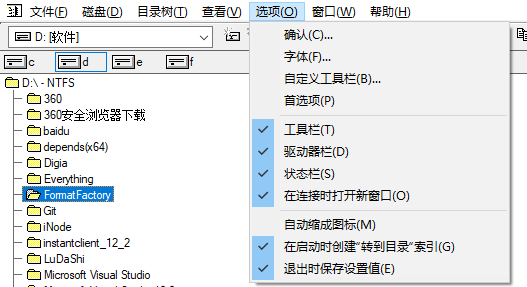 文件(F) 磁盘(D) 目录树(T) 查看(V) 选项(O) 窗口(W) 帮助(H)
D: [软件]
c d e f
D:\ - NTFS
360
360安全浏览器下载
baidu
depends(x64)
Digia
Everything
FormatFactory
Git
iNode
instantclient_12_2
LuDaShi
Microsoft Visual Studio
确认(C)...
字体(F)...
自定义工具栏(B)...
首选项(P)
工具栏(T)
驱动器栏(D)
状态栏(S)
在连接时打开新窗口(O)
自动缩成图标(M)
在启动时创建"转到目录"索引(G)
退出时保存设置值(E)